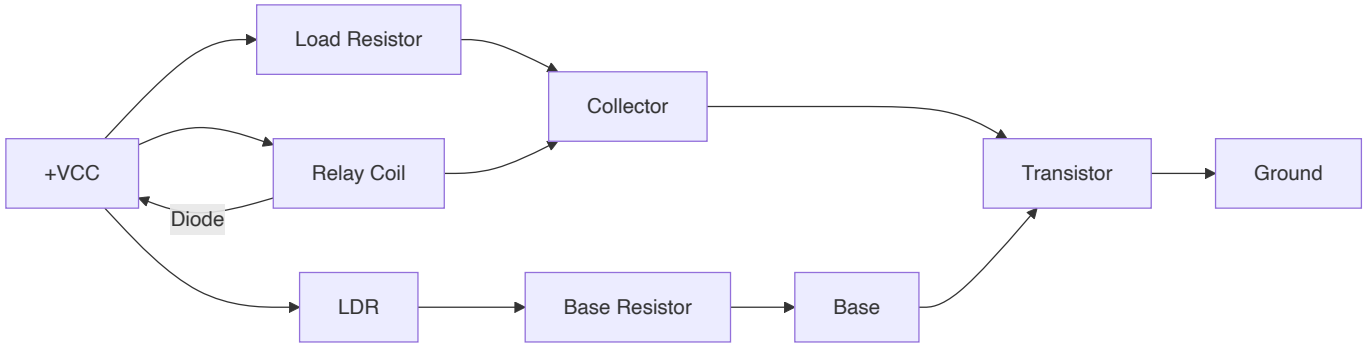 Load Resistor
Collector
+VCC
Relay Coil
Transistor
Ground
Diode
LDR
Base Resistor
Base